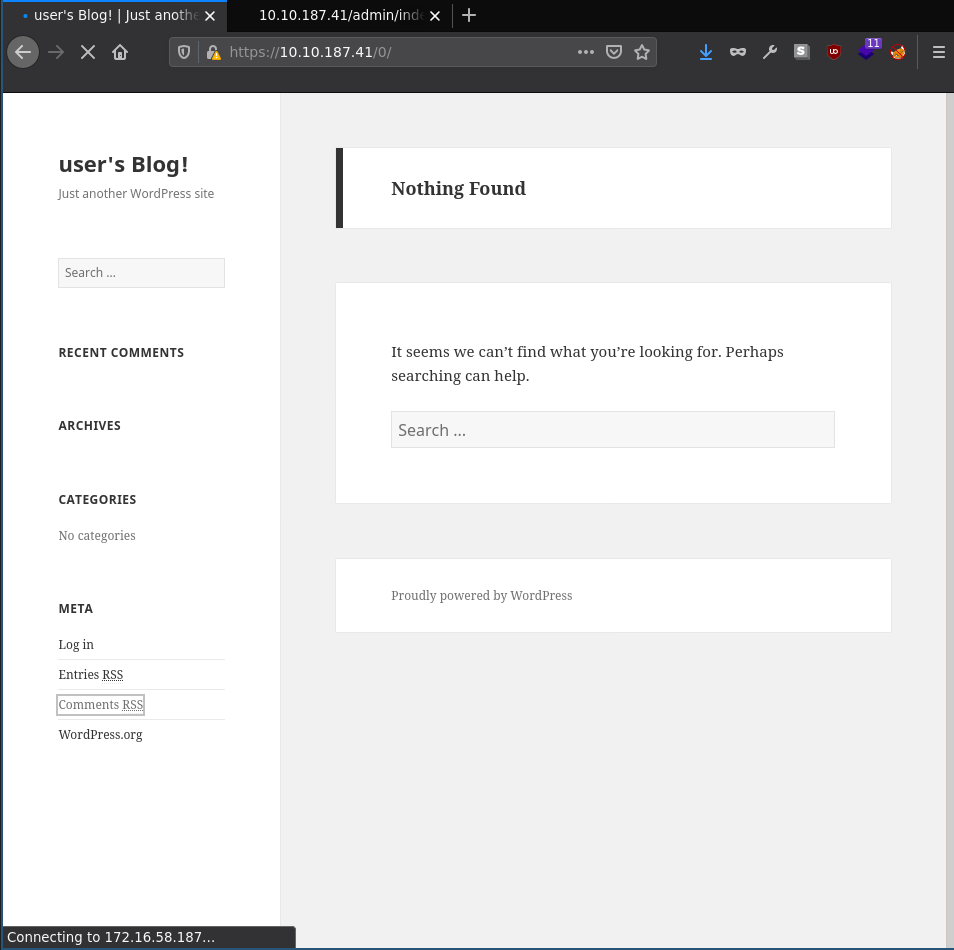 user's Blog! | Just anothe
10.10.187.41/admin/inde
https://10.10.187.41/0/
S
UD
11
user's Blog!
Just another WordPress site
Search ...
RECENT COMMENTS
ARCHIVES
CATEGORIES
No categories
META
Log in
Entries RSS
Comments RSS
WordPress.org
Nothing Found
It seems we can’t find what you’re looking for. Perhaps
searching can help.
Search ...
Proudly powered by WordPress
Connecting to 172.16.58.187...